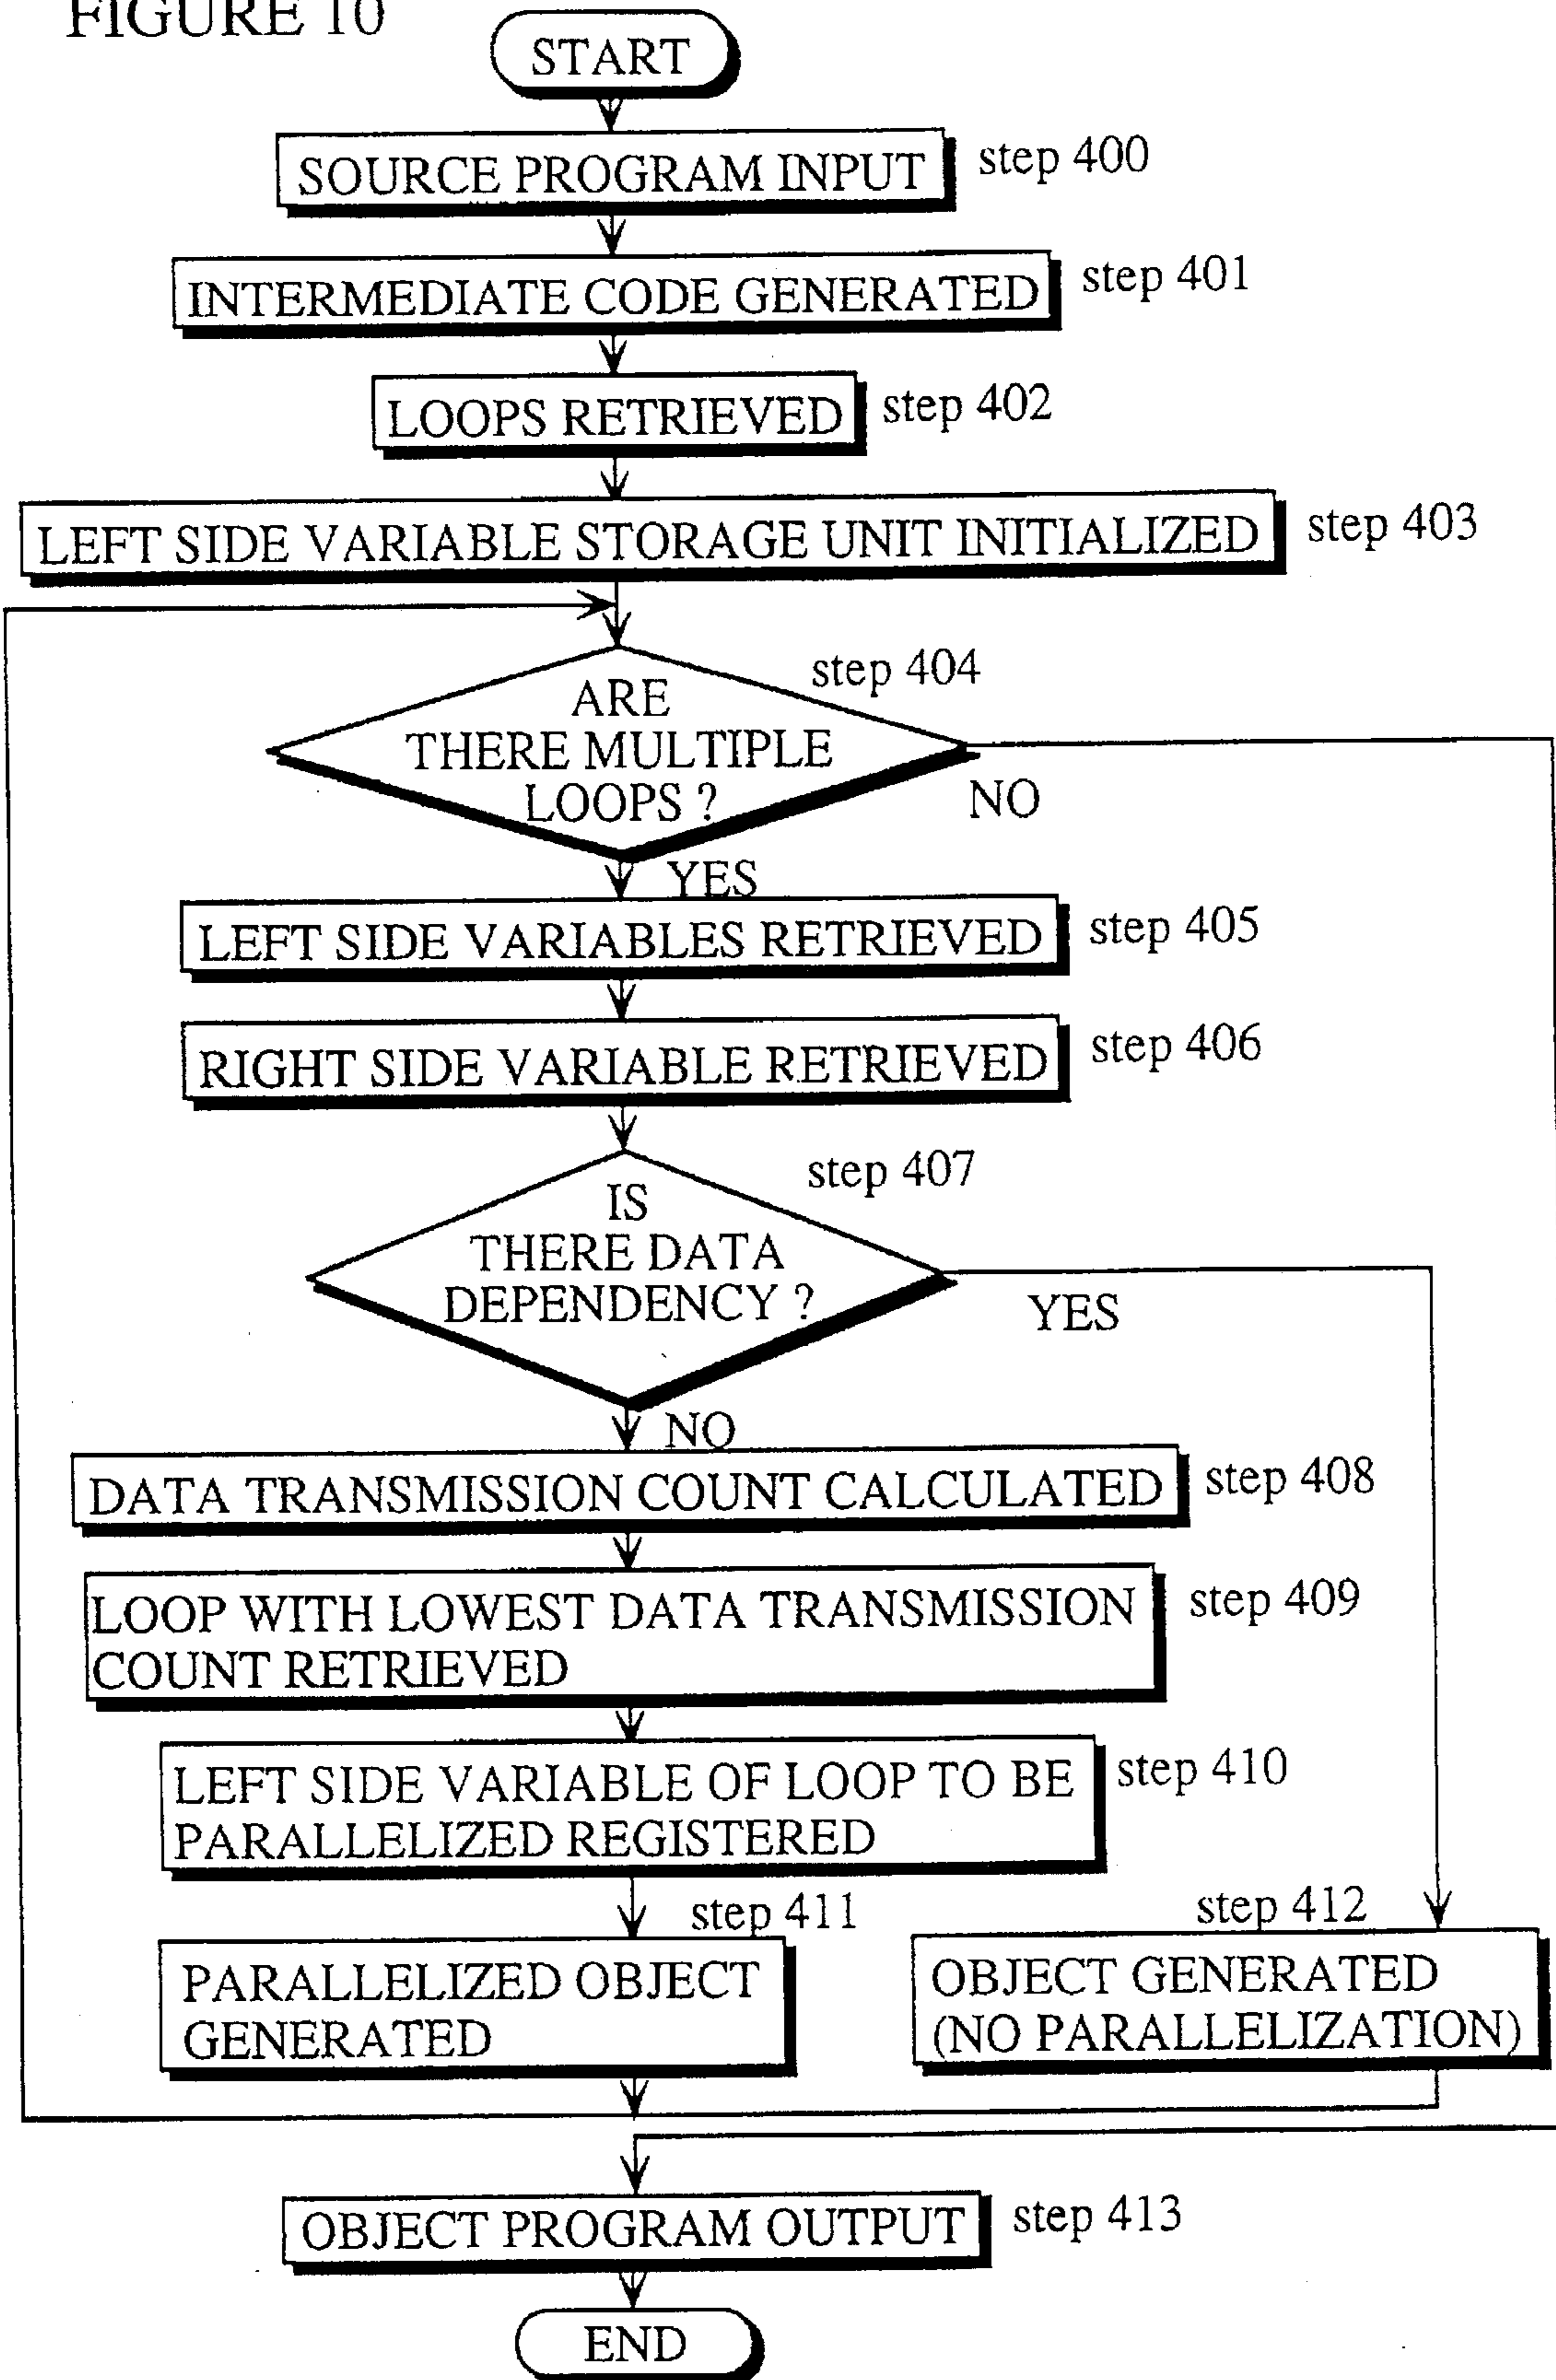 FIGURE 10
START
SOURCE PROGRAM INPUT
step 400
INTERMEDIATE CODE GENERATED
step 401
LOOPS RETRIEVED
step 402
LEFT SIDE VARIABLE STORAGE UNIT INITIALIZED
step 403
step 404
ARE
THERE MULTIPLE
LOOPS ?
NO
YES
LEFT SIDE VARIABLES RETRIEVED
step 405
RIGHT SIDE VARIABLE RETRIEVED
step 406
step 407
IS
THERE DATA
DEPENDENCY ?
YES
NO
DATA TRANSMISSION COUNT CALCULATED
step 408
LOOP WITH LOWEST DATA TRANSMISSION
COUNT RETRIEVED
step 409
LEFT SIDE VARIABLE OF LOOP TO BE
PARALLELIZED REGISTERED
step 410
step 411
PARALLELIZED OBJECT
GENERATED
step 412
OBJECT GENERATED
(NO PARALLELIZATION)
OBJECT PROGRAM OUTPUT
step 413
END